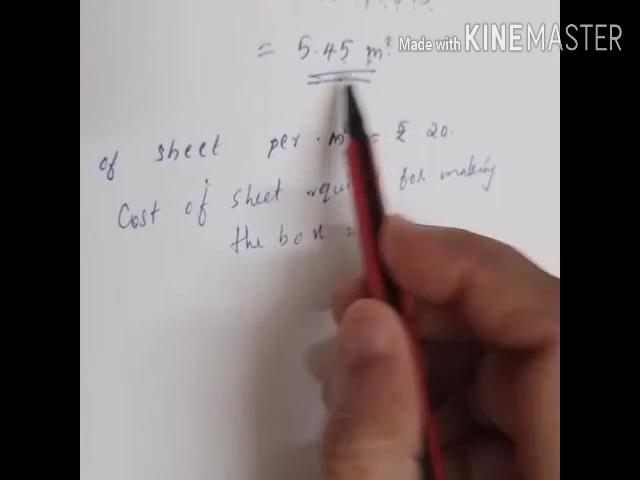 Made with KINEMASTER
= 5.45 m²
of sheet per m² = ₹ 20.
Cost of sheet for making
the box =